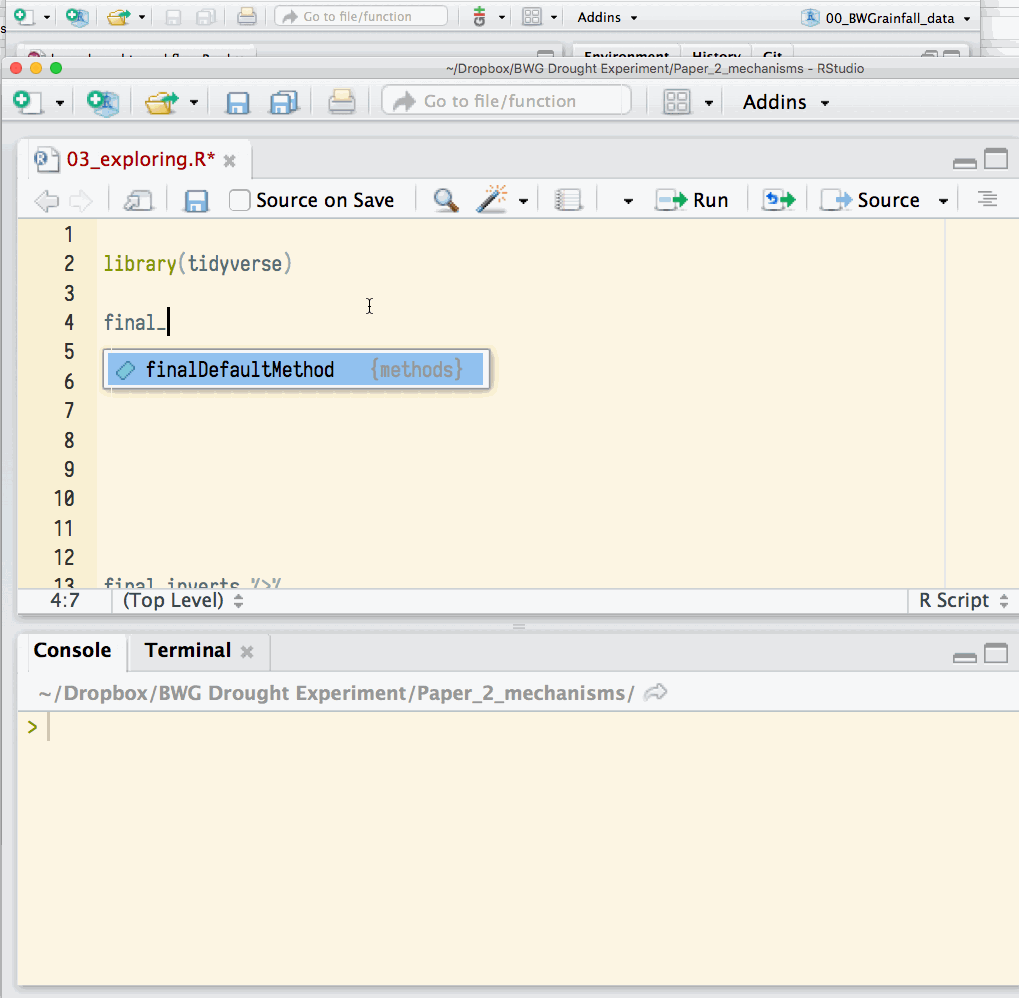 Go to file/function
Addins
00_BWGrainfall_data
Environment
History
Git
~/Dropbox/BWG Drought Experiment/Paper_2_mechanisms - RStudio
Go to file/function
Addins
03_exploring.R*
Source on Save
Run
Source
1
2 library(tidyverse)
3
4 final_
5 finalDefaultMethod {methods}
6
7
8
9
10
11
12
13 final_inverts %>%
4:7
(Top Level)
R Script
Console
Terminal
~/Dropbox/BWG Drought Experiment/Paper_2_mechanisms/
>